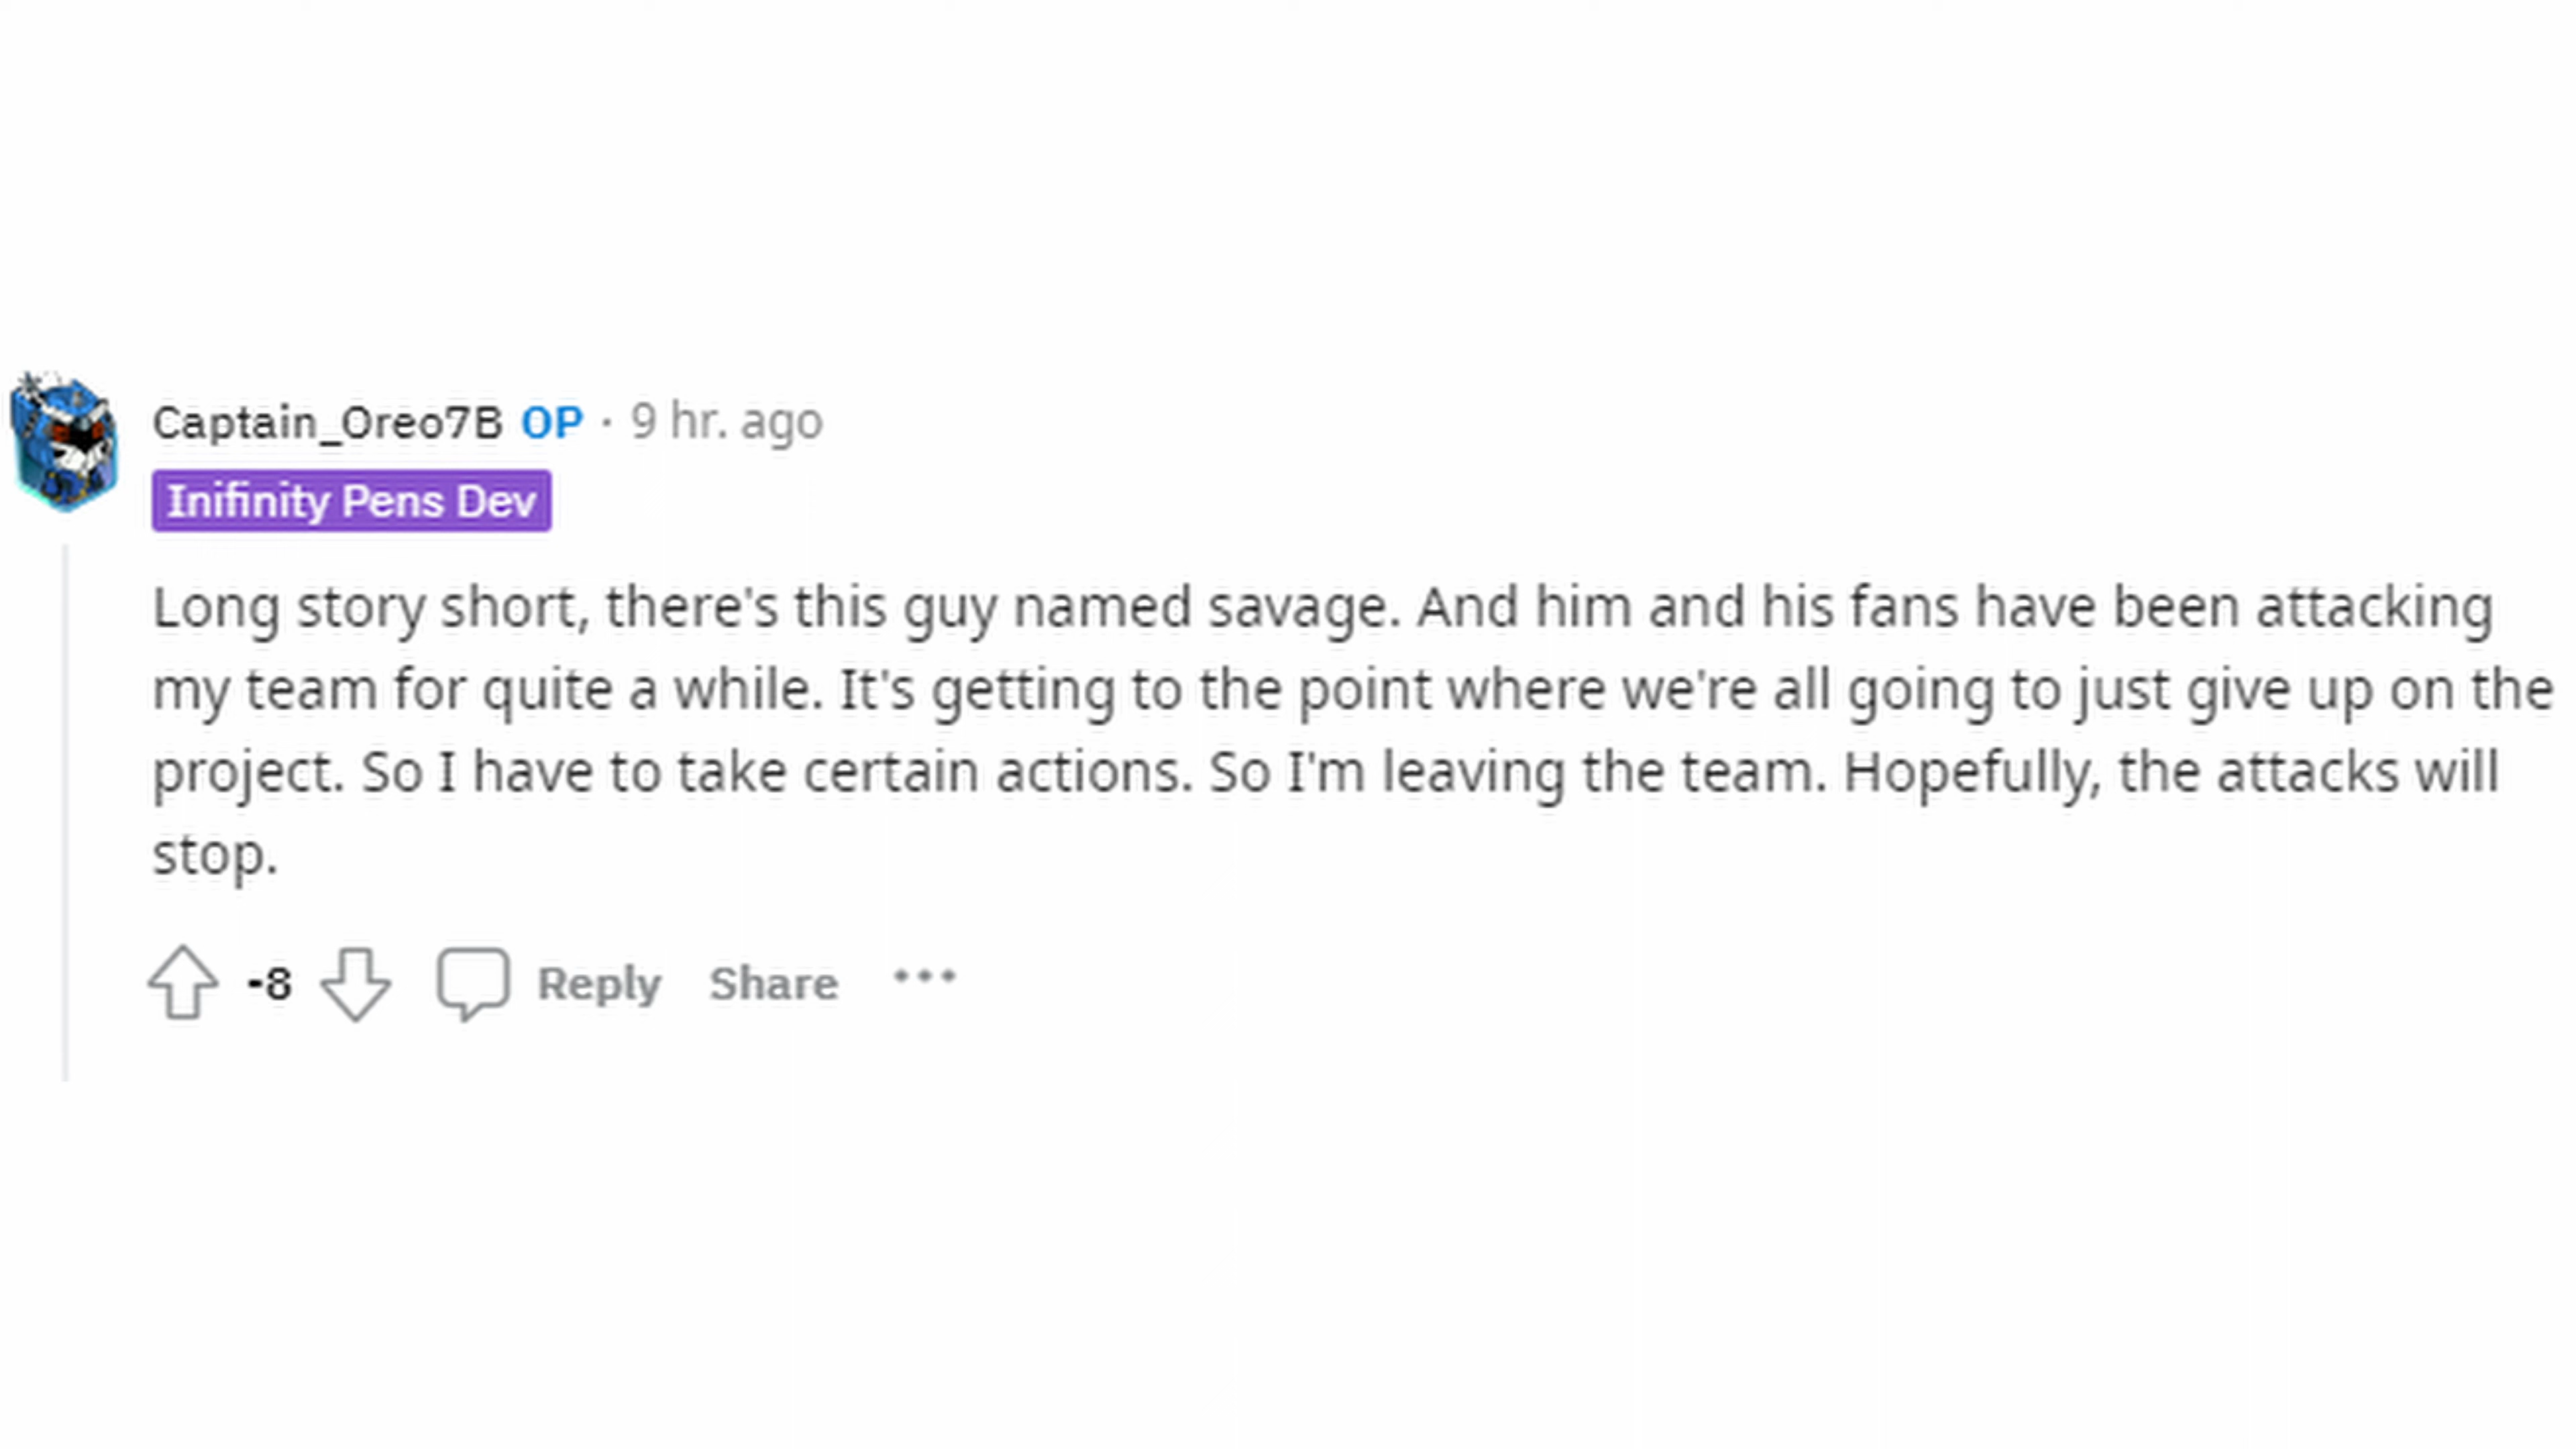 Captain_Oreo7B OP · 9 hr. ago
Inifinity Pens Dev
Long story short, there's this guy named savage. And him and his fans have been attacking
my team for quite a while. It's getting to the point where we're all going to just give up on the
project. So I have to take certain actions. So I'm leaving the team. Hopefully, the attacks will
stop.
-8 Reply Share •••